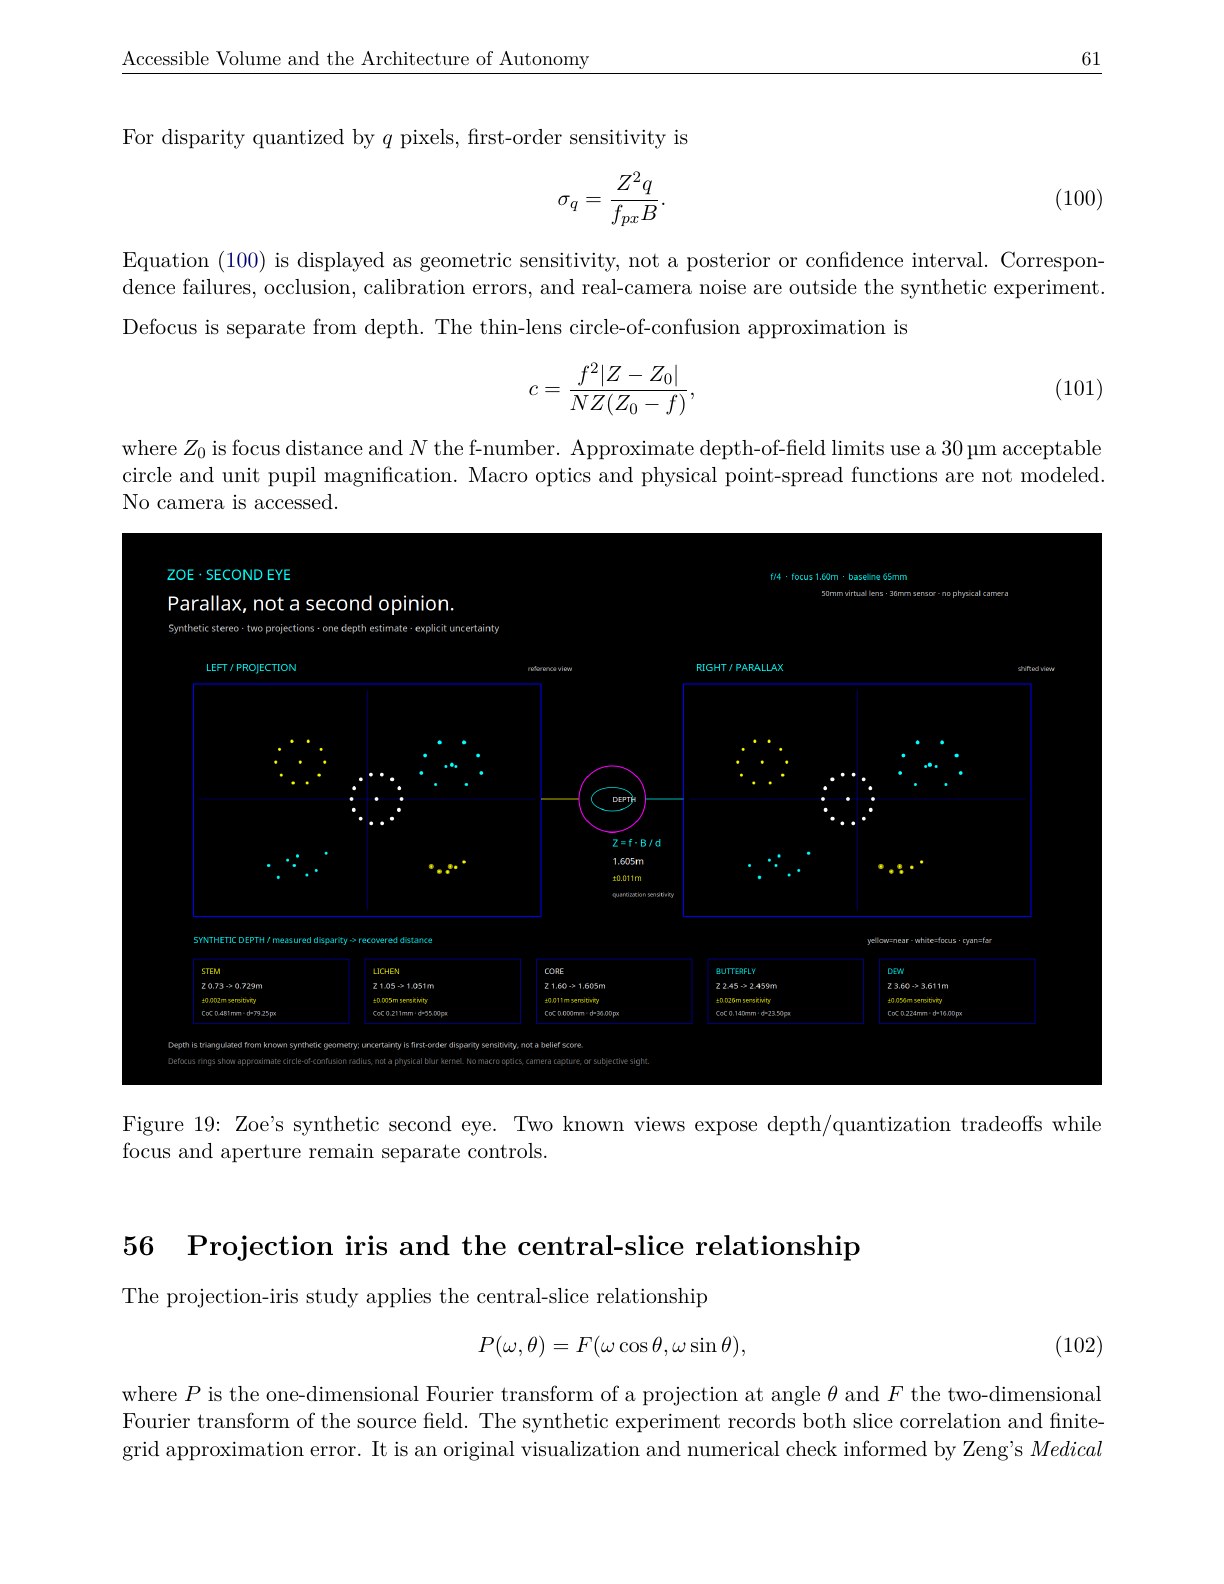 Accessible Volume and the Architecture of Autonomy 61
For disparity quantized by q pixels, first-order sensitivity is
σ_q = Z²q / (f_{px}B). (100)
Equation (100) is displayed as geometric sensitivity, not a posterior or confidence interval. Correspon-
dence failures, occlusion, calibration errors, and real-camera noise are outside the synthetic experiment.
Defocus is separate from depth. The thin-lens circle-of-confusion approximation is
c = f²|Z − Z₀| / (NZ(Z₀ − f)), (101)
where Z₀ is focus distance and N the f-number. Approximate depth-of-field limits use a 30 µm acceptable
circle and unit pupil magnification. Macro optics and physical point-spread functions are not modeled.
No camera is accessed.
ZOE · SECOND EYE
f/4 · focus 1.60m · baseline 65mm
Parallax, not a second opinion.
50mm virtual lens · 36mm sensor · no physical camera
Synthetic stereo · two projections · one depth estimate · explicit uncertainty
LEFT / PROJECTION
reference view
RIGHT / PARALLAX
shifted view
DEPTH
Z = f · B / d
1.605m
±0.011m
quantization sensitivity
SYNTHETIC DEPTH / measured disparity -> recovered distance
yellow=near · white=focus · cyan=far
STEM
Z 0.73 -> 0.729m
±0.002m sensitivity
CoC 0.481mm · d=79.25px
LICHEN
Z 1.05 -> 1.051m
±0.005m sensitivity
CoC 0.211mm · d=55.00px
CORE
Z 1.60 -> 1.605m
±0.011m sensitivity
CoC 0.000mm · d=36.00px
BUTTERFLY
Z 2.45 -> 2.459m
±0.026m sensitivity
CoC 0.140mm · d=23.50px
DEW
Z 3.60 -> 3.611m
±0.056m sensitivity
CoC 0.224mm · d=16.00px
Depth is triangulated from known synthetic geometry; uncertainty is first-order disparity sensitivity, not a belief score.
Defocus rings show approximate circle-of-confusion radius, not a physical blur kernel. No macro optics, camera capture, or subjective sight.
Figure 19: Zoe's synthetic second eye. Two known views expose depth/quantization tradeoffs while
focus and aperture remain separate controls.
56 Projection iris and the central-slice relationship
The projection-iris study applies the central-slice relationship
P(ω, θ) = F(ω cos θ, ω sin θ), (102)
where P is the one-dimensional Fourier transform of a projection at angle θ and F the two-dimensional
Fourier transform of the source field. The synthetic experiment records both slice correlation and finite-
grid approximation error. It is an original visualization and numerical check informed by Zeng's Medical